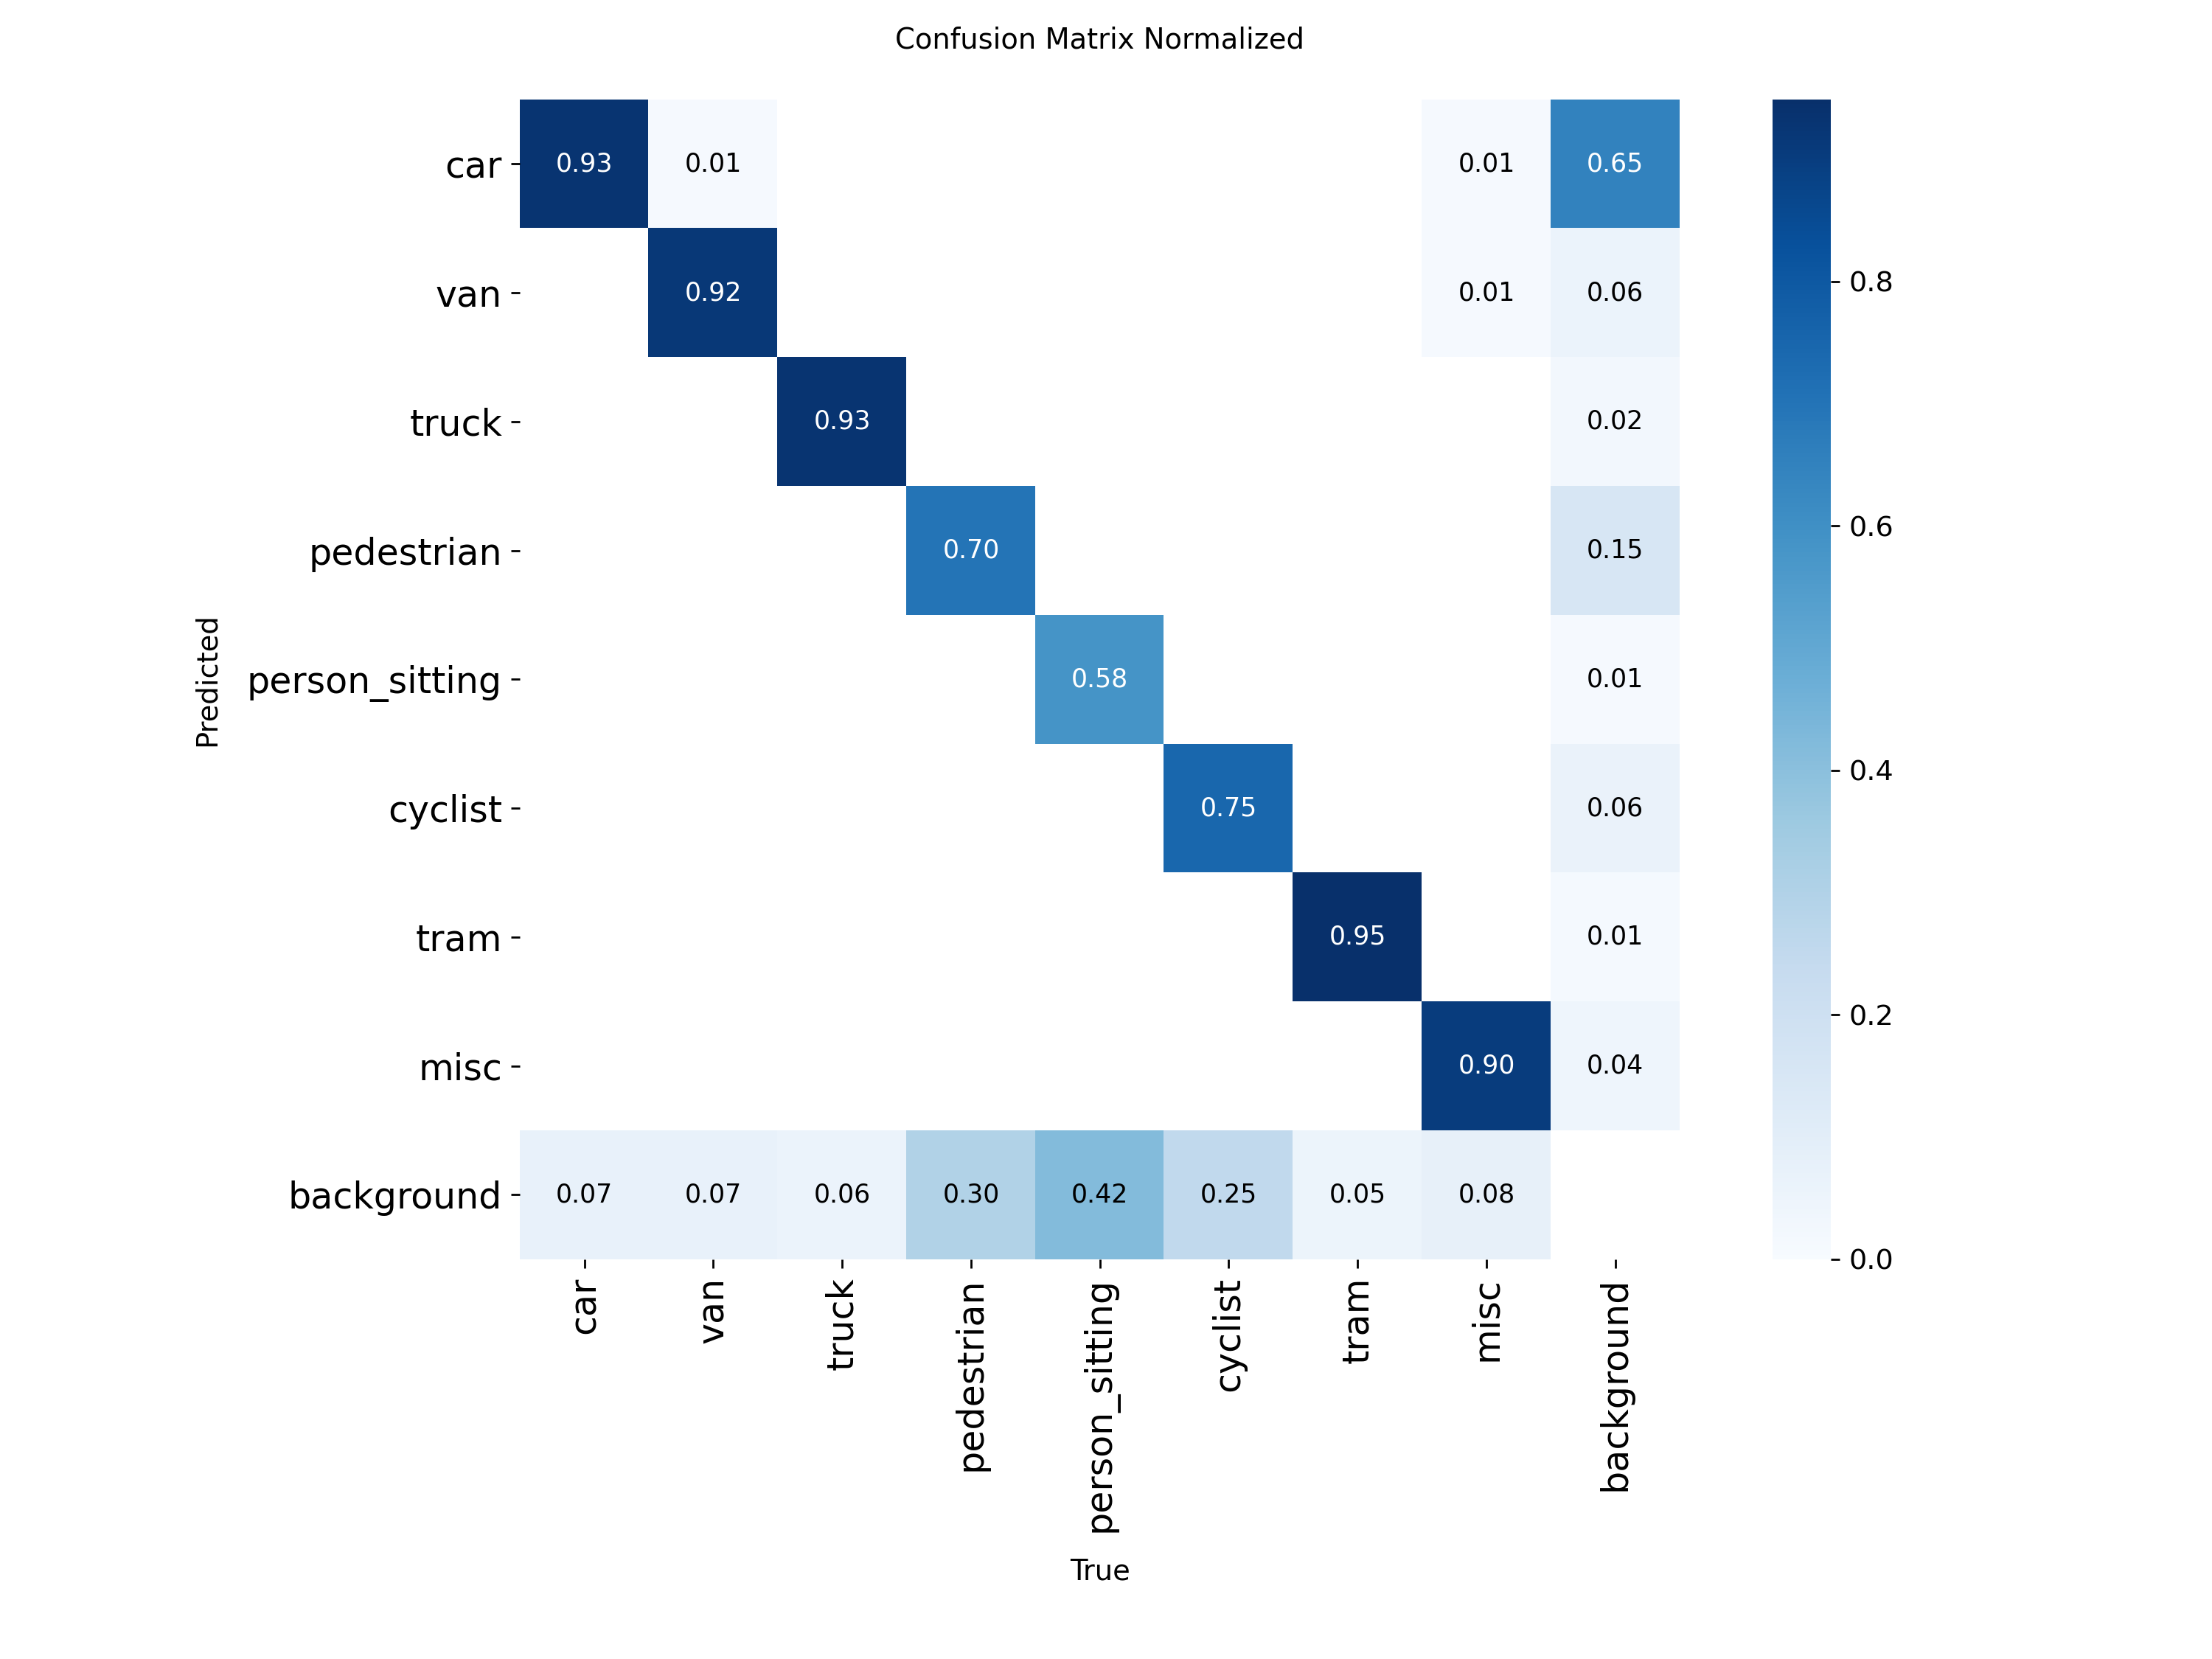 Confusion Matrix Normalized
car 0.93 0.01 0.01 0.65
van 0.92 0.01 0.06
0.8
truck 0.93 0.02
0.6
pedestrian 0.70 0.15
Predicted
person_sitting 0.58 0.01
0.4
cyclist 0.75 0.06
tram 0.95 0.01
0.2
misc 0.90 0.04
background 0.07 0.07 0.06 0.30 0.42 0.25 0.05 0.08
0.0
car van truck pedestrian person_sitting cyclist tram misc background
True